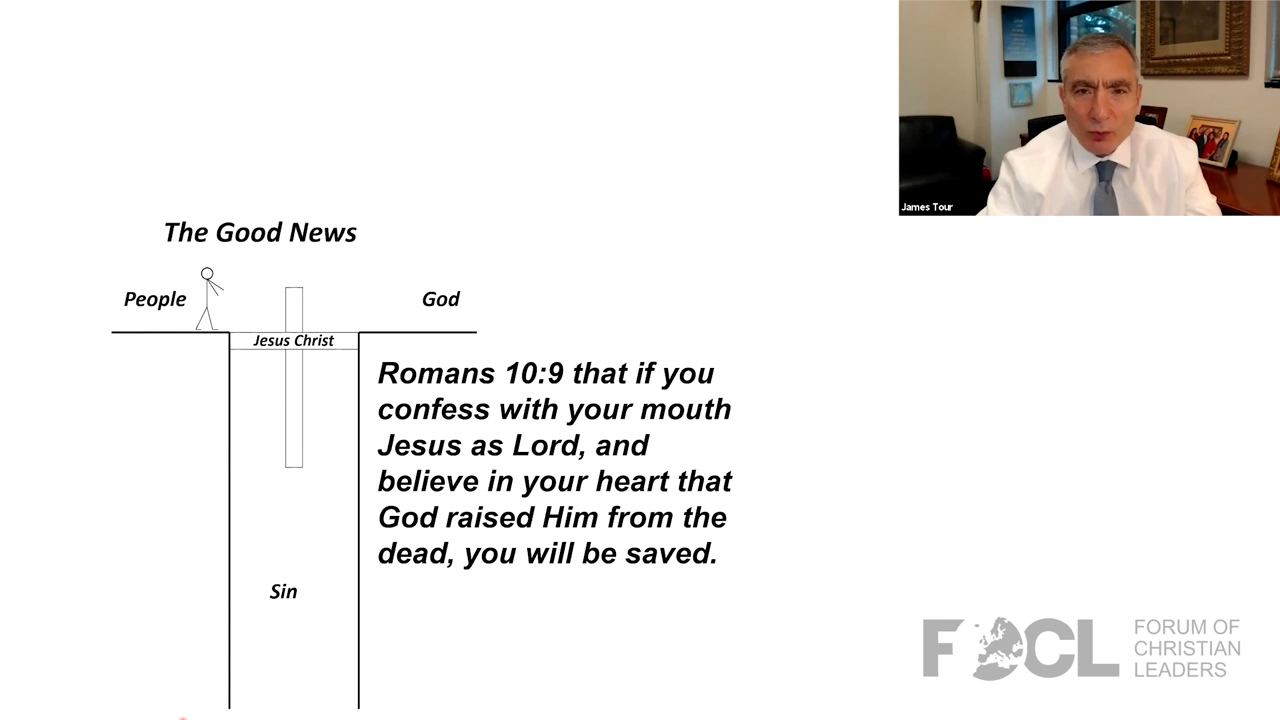 James Tour
The Good News
People
God
Jesus Christ
Romans 10:9 that if you
confess with your mouth
Jesus as Lord, and
believe in your heart that
God raised Him from the
dead, you will be saved.
Sin
FOCL
FORUM OF
CHRISTIAN
LEADERS